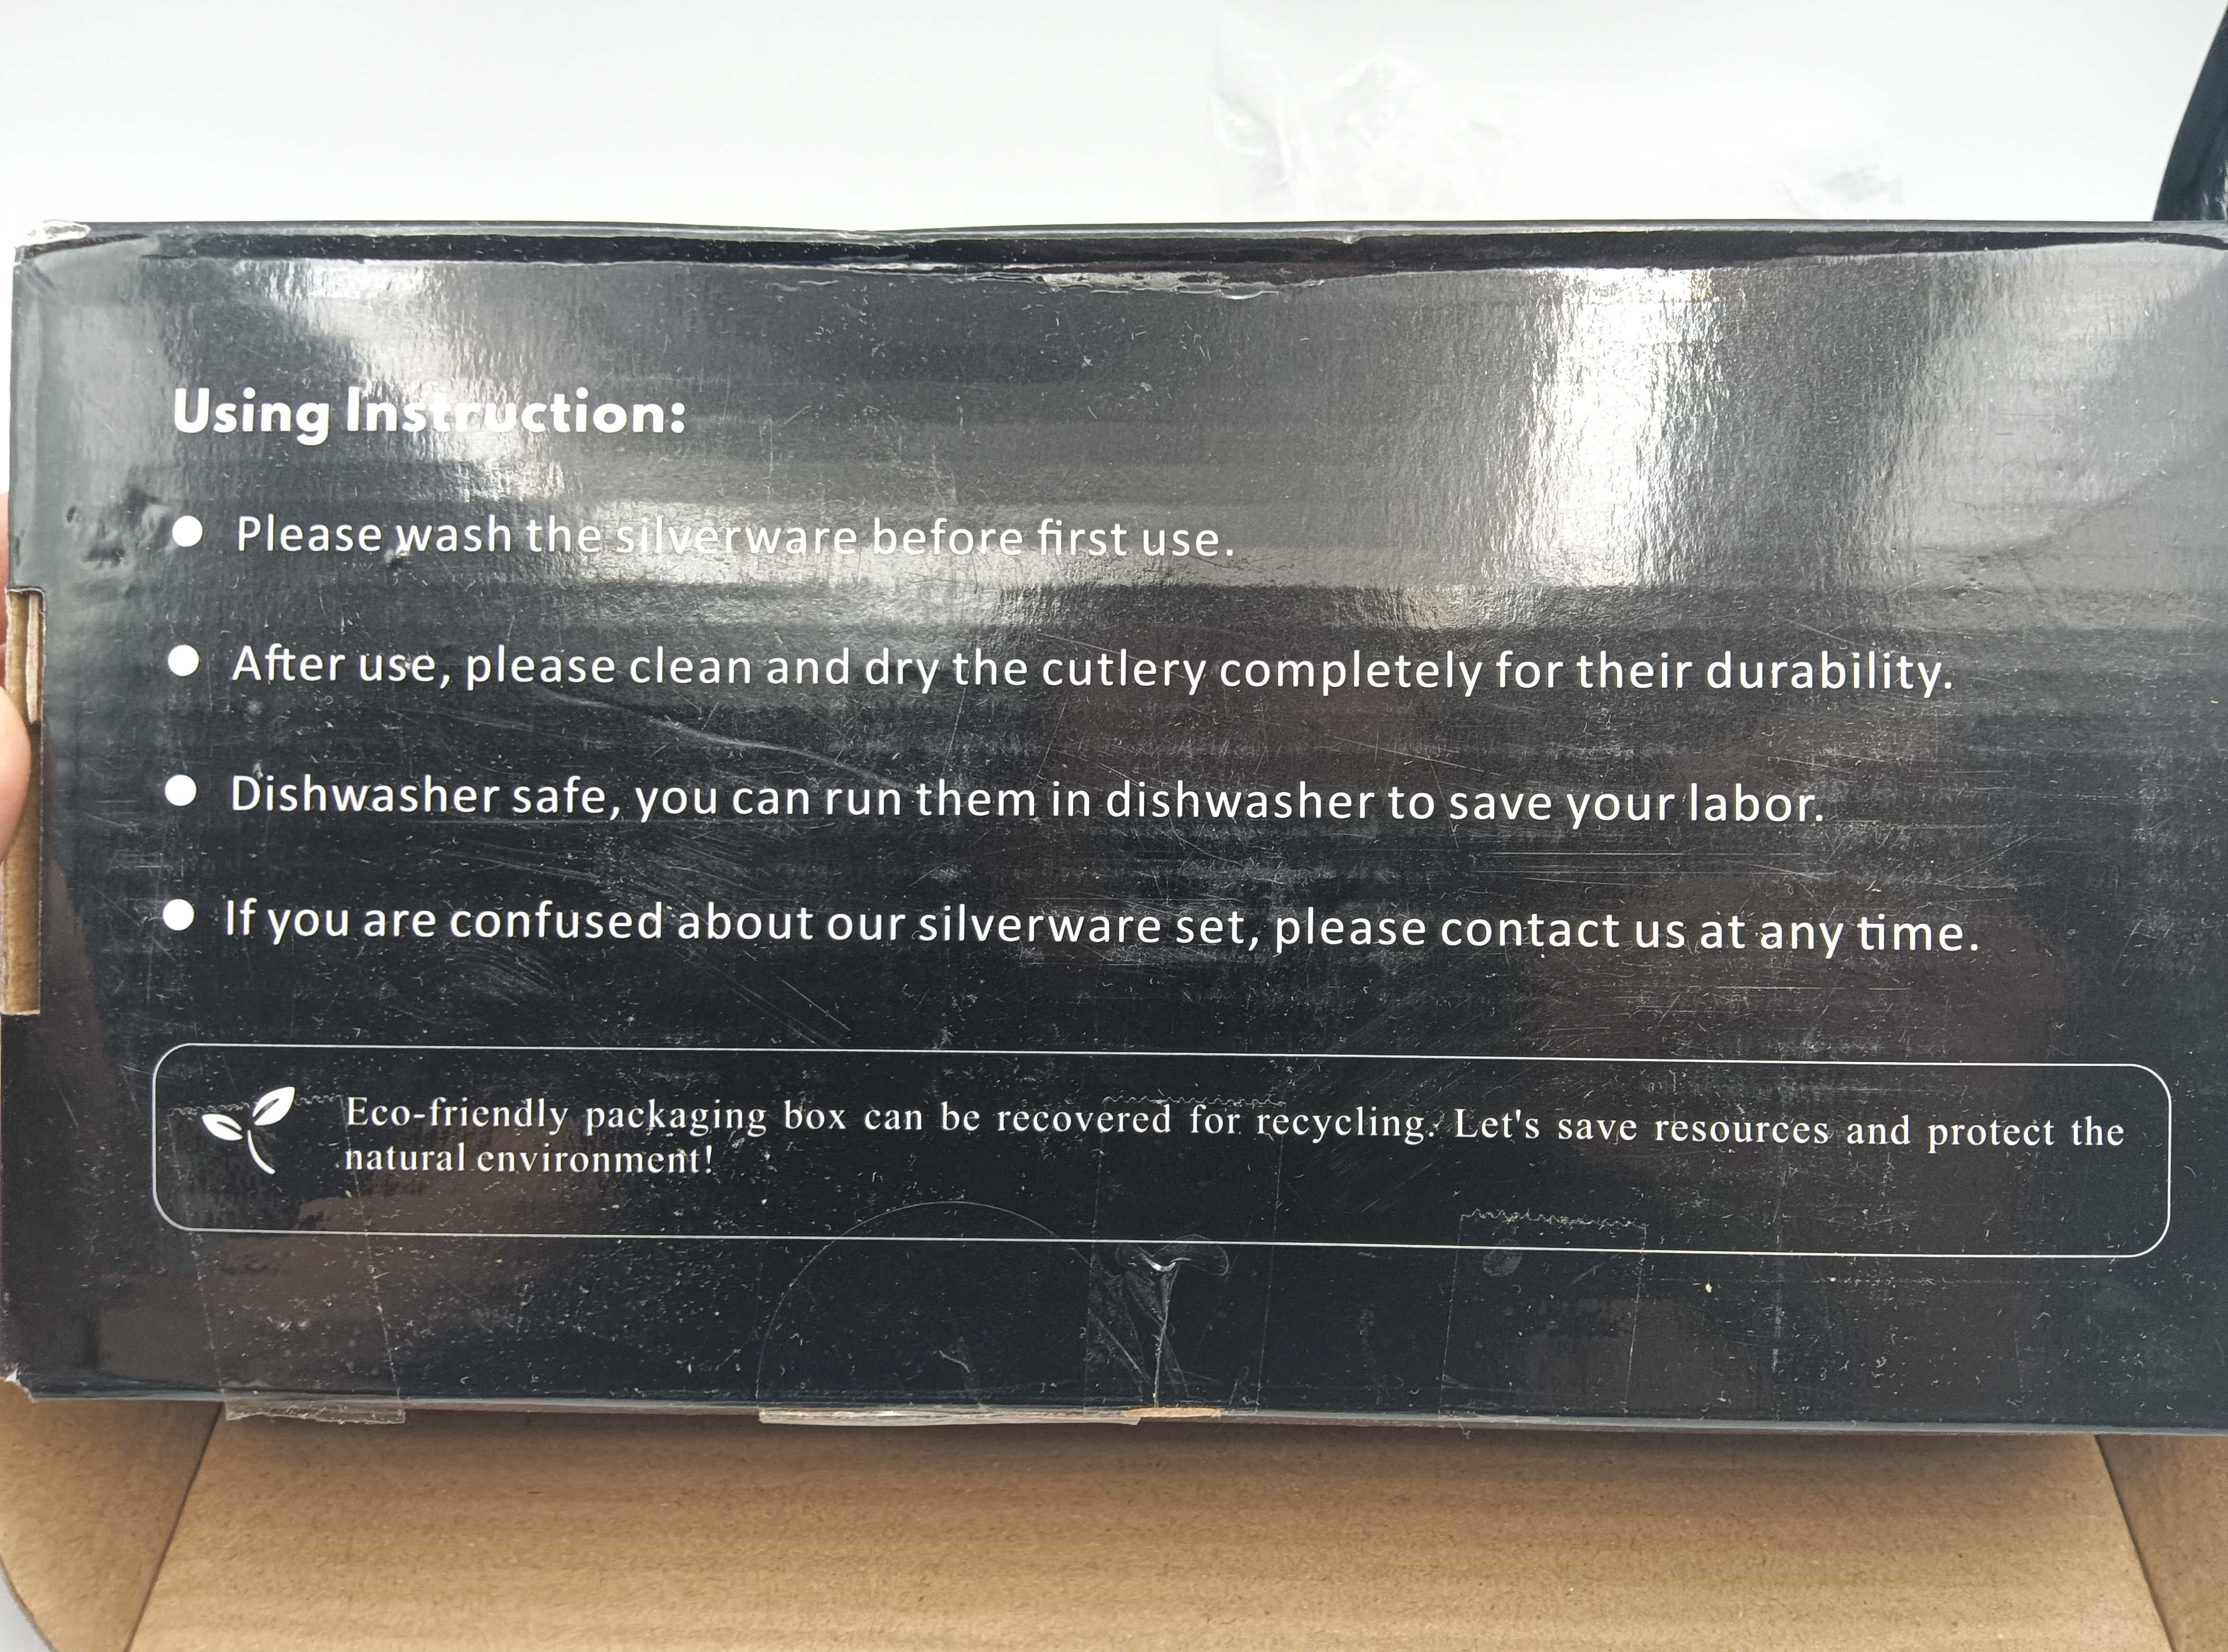 Using Instruction:
● Please wash the silverware before first use.
● After use, please clean and dry the cutlery completely for their durability.
● Dishwasher safe, you can run them in dishwasher to save your labor.
● If you are confused about our silverware set, please contact us at any time.
Eco-friendly packaging box can be recovered for recycling. Let's save resources and protect the
natural environment!